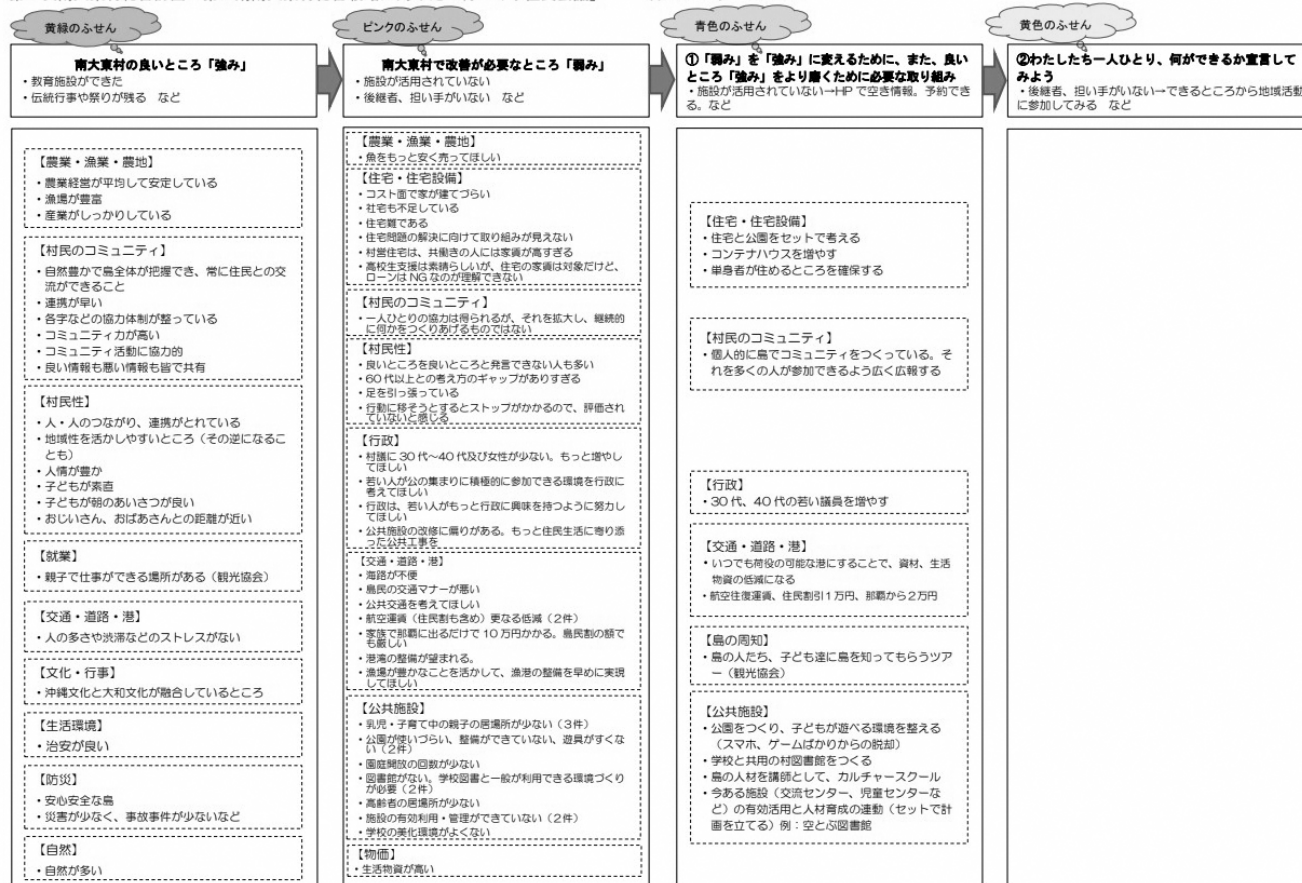 黄緑のふせん
南大東村の良いところ「強み」
・教育施設ができた
・伝統行事や祭りが残る など
【農業・漁業・農地】
・農業経営が平均して安定している
・漁場が豊富
・産業がしっかりしている
【村民のコミュニティ】
・自然豊かで島全体が把握でき、常に住民との交
流ができること
・連携が早い
・各字などの協力体制が整っている
・コミュニティ力が高い
・コミュニティ活動に協力的
・良い情報も悪い情報も皆で共有
【村民性】
・人・人のつながり、連携がとれている
・地域性を活かしやすいところ（その逆になるこ
とも）
・人情が豊か
・子どもが素直
・子どもが朝のあいさつが良い
・おじいさん、おばあさんとの距離が近い
【就業】
・親子で仕事ができる場所がある（観光協会）
【交通・道路・港】
・人の多さや渋滞などのストレスがない
【文化・行事】
・沖縄文化と大和文化が融合しているところ
【生活環境】
・治安が良い
【防災】
・安心安全な島
・災害が少なく、事故事件が少ないなど
【自然】
・自然が多い
ピンクのふせん
南大東村で改善が必要なところ「弱み」
・施設が活用されていない
・後継者、担い手がいない など
【農業・漁業・農地】
・魚をもっと安く売ってほしい
【住宅・住宅設備】
・コスト面で家が建てづらい
・社宅も不足している
・住宅難である
・住宅問題の解決に向けて取り組みが見えない
・村営住宅は、共働きの人には家賃が高すぎる
・高校生支援は素晴らしいが、住宅の家賃は対象だけど、
ローンは NG なのが理解できない
【村民のコミュニティ】
・一人ひとりの協力は得られるが、それを拡大し、継続的
に何かをつくりあげるものではない
【村民性】
・良いところを良いところと発言できない人も多い
・60 代以上との考え方のギャップがありすぎる
・足を引っ張っている
・行動に移そうとするとストップがかかるので、評価され
ていないと感じる
【行政】
・村議に 30 代～40 代及び女性が少ない。もっと増やし
てほしい
・若い人が公の集まりに積極的に参加できる環境を行政に
考えてほしい
・行政は、若い人がもっと行政に興味を持つように努力し
てほしい
・公共施設の改修に偏りがある。もっと住民生活に寄り添
った公共工事を
【交通・道路・港】
・海路が不便
・島民の交通マナーが悪い
・公共交通を考えてほしい
・航空運賃（住民割も含め）更なる低減（2件）
・家族で那覇に出るだけで 10 万円かかる。島民割の額で
も厳しい
・港湾の整備が望まれる。
・漁場が豊かなことを活かして、漁港の整備を早めに実現
してほしい
【公共施設】
・乳児・子育て中の親子の居場所が少ない（3件）
・公園が使いづらい、整備ができていない、遊具がすくな
い（2件）
・園庭開放の回数が少ない
・図書館がない。学校図書と一般が利用できる環境づくり
が必要（2件）
・高齢者の居場所が少ない
・施設の有効利用・管理ができていない（2件）
・学校の美化環境がよくない
【物価】
・生活物資が高い
青色のふせん
①「弱み」を「強み」に変えるために、また、良い
ところ「強み」をより磨くために必要な取り組み
・施設が活用されていない→HP で空き情報。予約でき
る。など
【住宅・住宅設備】
・住宅と公園をセットで考える
・コンテナハウスを増やす
・単身者が住めるところを確保する
【村民のコミュニティ】
・個人的に島でコミュニティをつくっている。そ
れを多くの人が参加できるよう広く広報する
【行政】
・30 代、40 代の若い議員を増やす
【交通・道路・港】
・いつでも荷役の可能な港にすることで、資材、生活
物資の低減になる
・航空往復運賃、住民割引1万円、那覇から2万円
【島の周知】
・島の人たち、子ども達に島を知ってもらうツア
ー（観光協会）
【公共施設】
・公園をつくり、子どもが遊べる環境を整える
（スマホ、ゲームばかりからの脱却）
・学校と共用の村図書館をつくる
・島の人材を講師として、カルチャースクール
・今ある施設（交流センター、児童センターな
ど）の有効活用と人材育成の連動（セットで計
画を立てる）例：空とぶ図書館
黄色のふせん
②わたしたち一人ひとり、何ができるか宣言して
みよう
・後継者、担い手がいない→できるところから地域活動
に参加してみる など